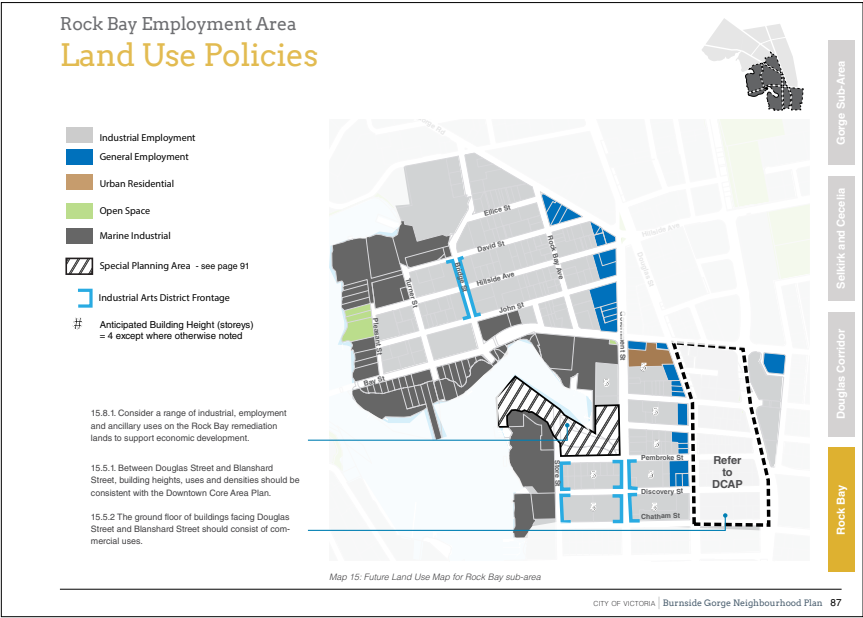 Rock Bay Employment Area
Land Use Policies
Industrial Employment
General Employment
Urban Residential
Open Space
Marine Industrial
Special Planning Area - see page 91
Industrial Arts District Frontage
# Anticipated Building Height (storeys)
= 4 except where otherwise noted
15.8.1. Consider a range of industrial, employment
and ancillary uses on the Rock Bay remediation
lands to support economic development.
15.5.1. Between Douglas Street and Blanshard
Street, building heights, uses and densities should be
consistent with the Downtown Core Area Plan.
15.5.2 The ground floor of buildings facing Douglas
Street and Blanshard Street should consist of com-
mercial uses.
Ellice St
David St
Rock Bay Ave
Hillside Ave
Hillside Ave
Douglas St
Bridge St
Turner St
John St
Pleasant St
Bay St
Government St
Store St
Pembroke St
Discovery St
Chatham St
Refer
to
DCAP
Map 15: Future Land Use Map for Rock Bay sub-area
Gorge Sub-Area
Selkirk and Cecelia
Douglas Corridor
Rock Bay
CITY OF VICTORIA | Burnside Gorge Neighbourhood Plan 87